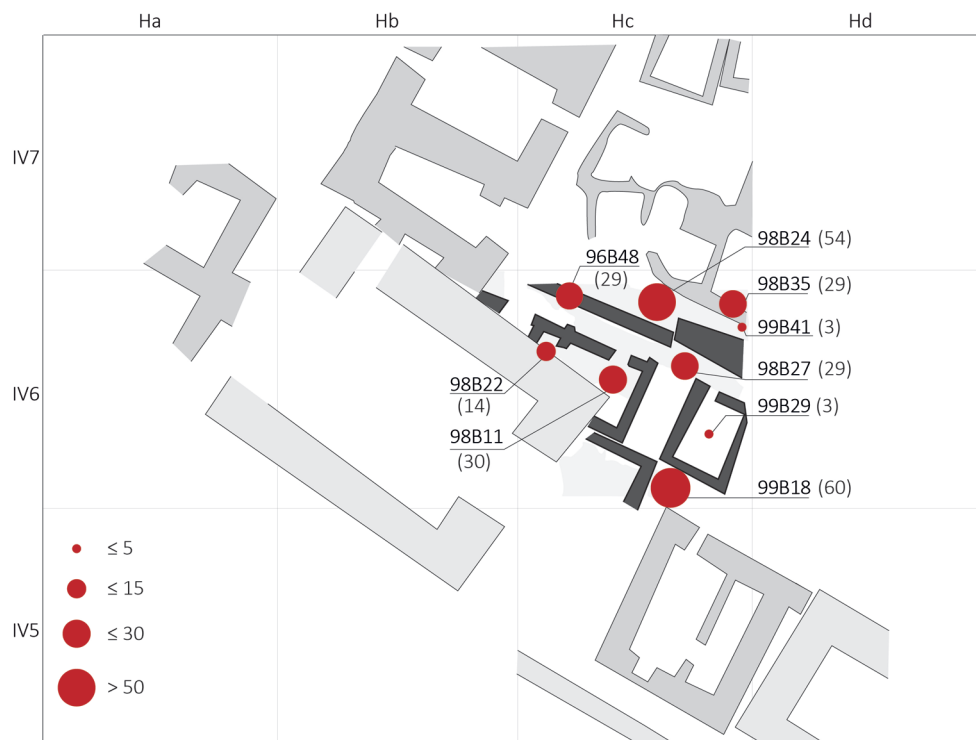 Ha Hb Hc Hd
IV7
98B24 (54)
96B48
(29)
98B35 (29)
99B41 (3)
98B27 (29)
IV6
98B22
(14)
99B29 (3)
98B11
(30)
99B18 (60)
≤ 5
≤ 15
IV5
≤ 30
> 50